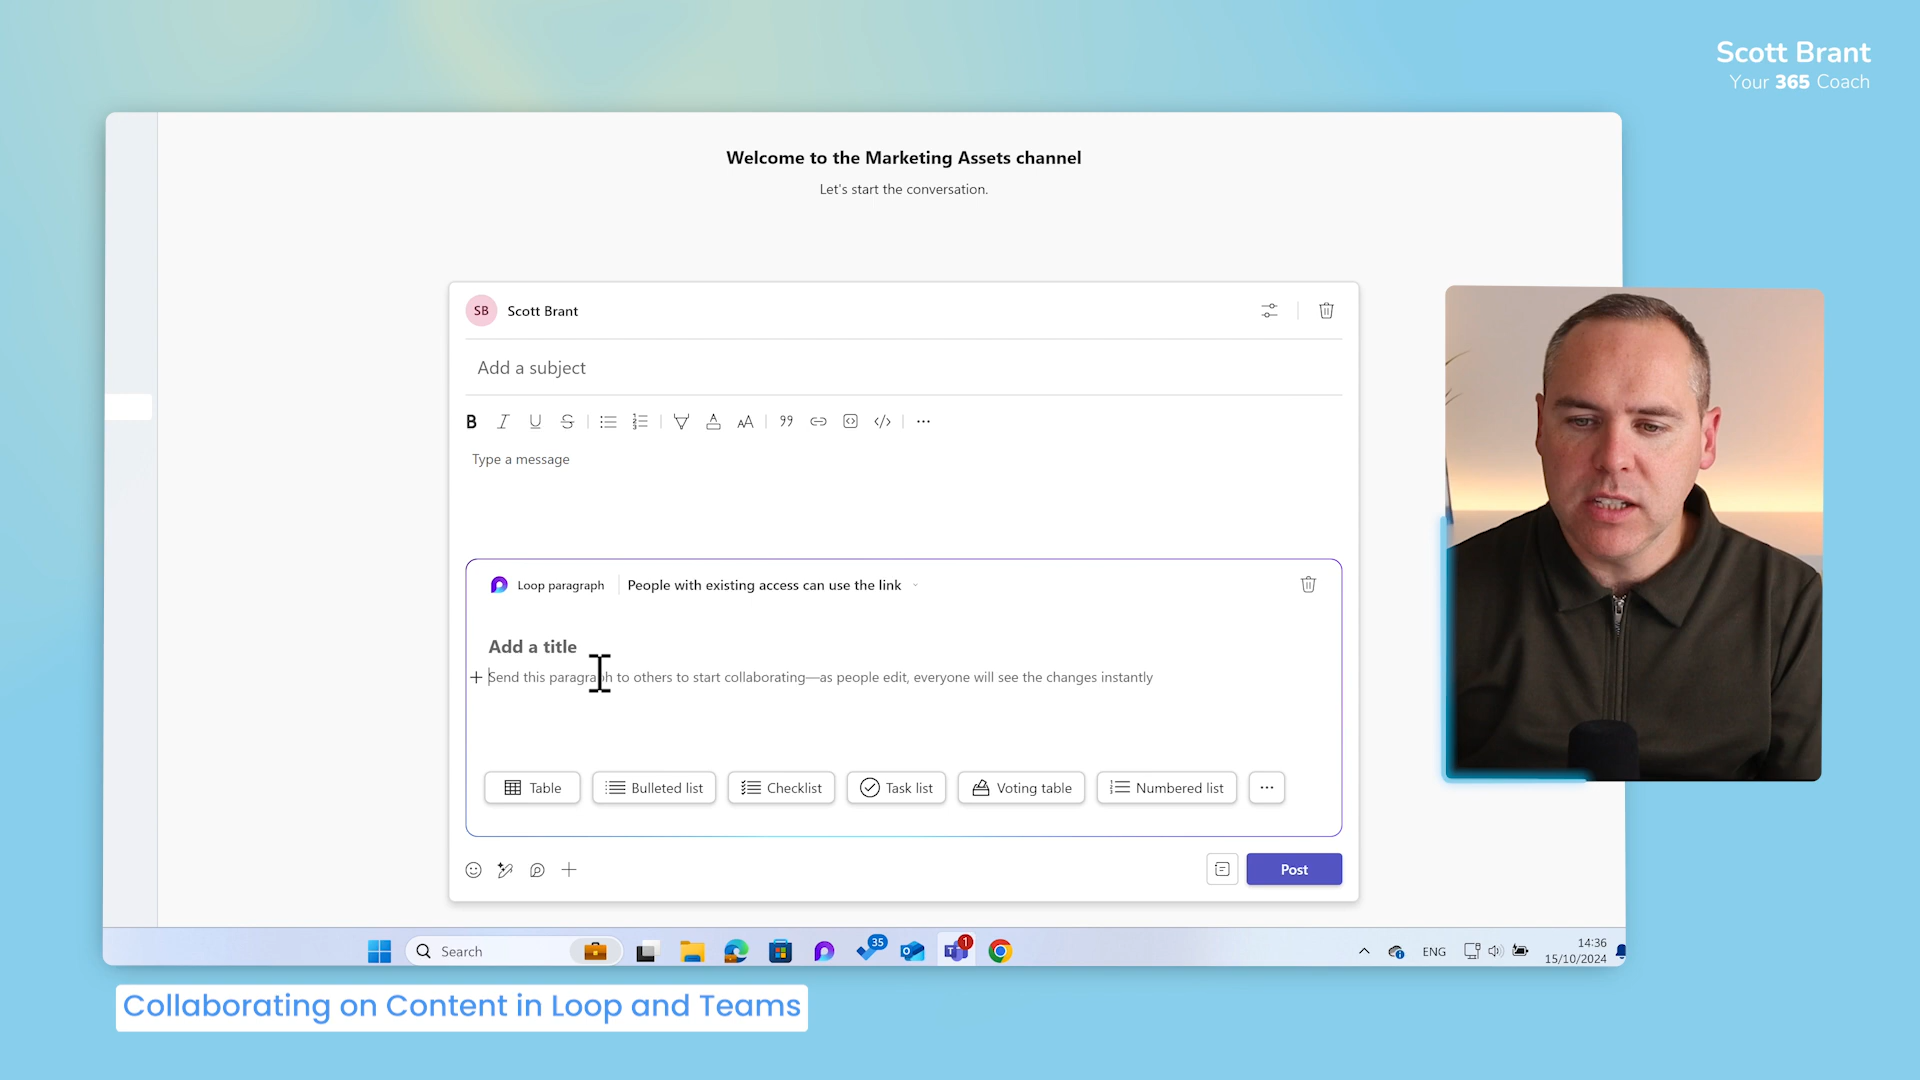 Scott Brant
Your 365 Coach
Welcome to the Marketing Assets channel
Let's start the conversation.
SB Scott Brant
Add a subject
Type a message
Loop paragraph People with existing access can use the link
Add a title
Send this paragraph to others to start collaborating—as people edit, everyone will see the changes instantly
Table Bulleted list Checklist Task list Voting table Numbered list
Post
Search 35 1 ENG 14:36
15/10/2024
Collaborating on Content in Loop and Teams